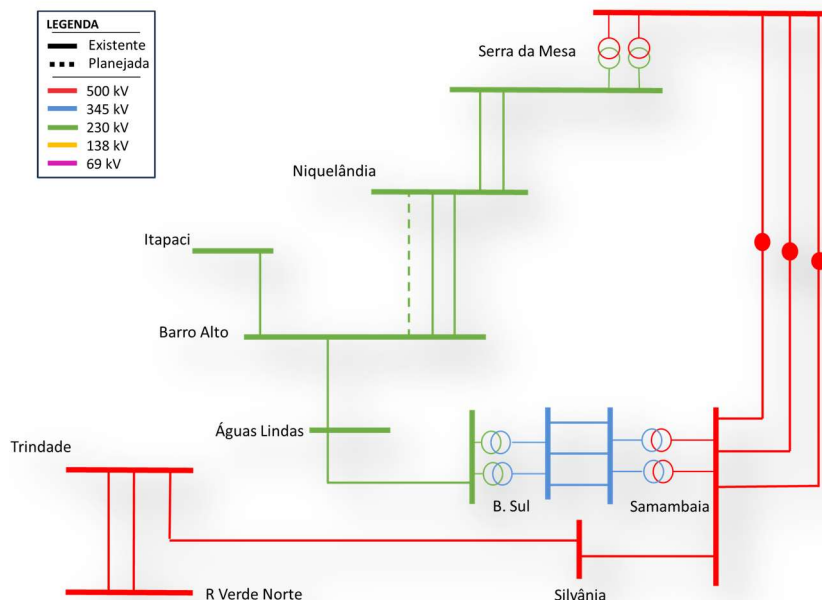 LEGENDA
Existente
Planejada
500 kV
345 kV
230 kV
138 kV
69 kV
Serra da Mesa
Niquelândia
Itapaci
Barro Alto
Águas Lindas
Trindade
B. Sul
Samambaia
R Verde Norte
Silvânia